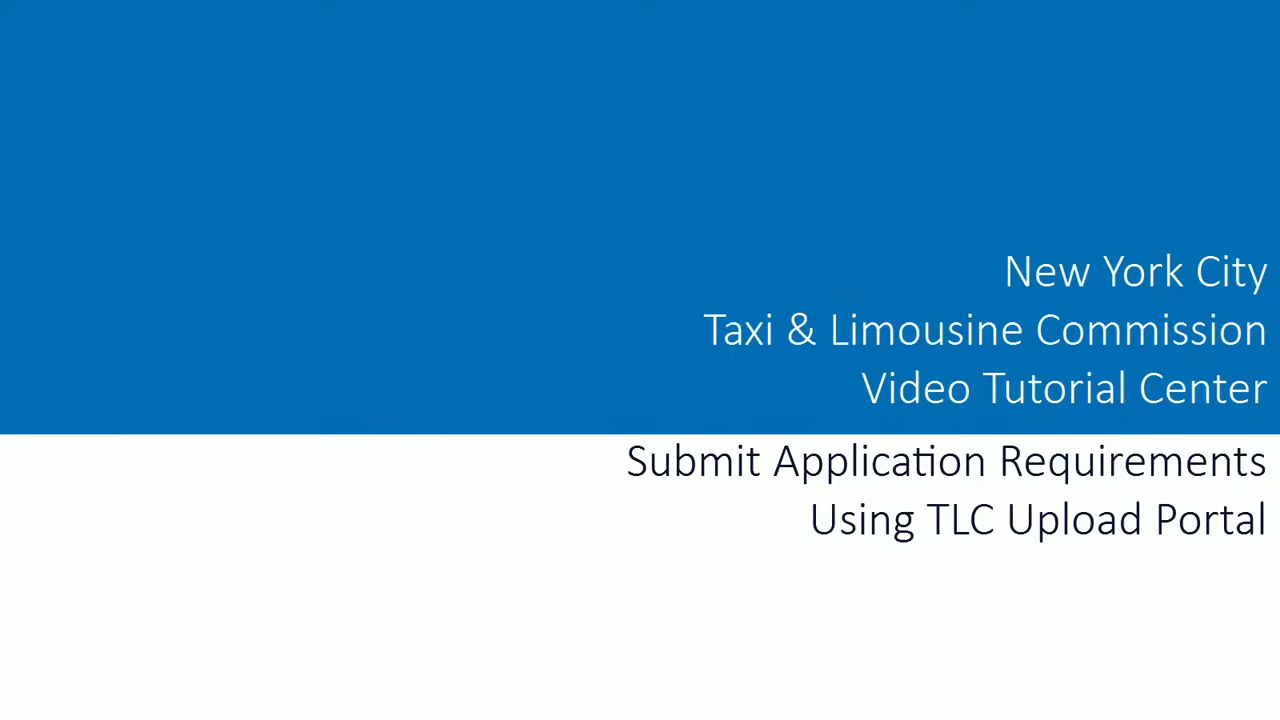 New York City
Taxi & Limousine Commission
Video Tutorial Center
Submit Application Requirements
Using TLC Upload Portal